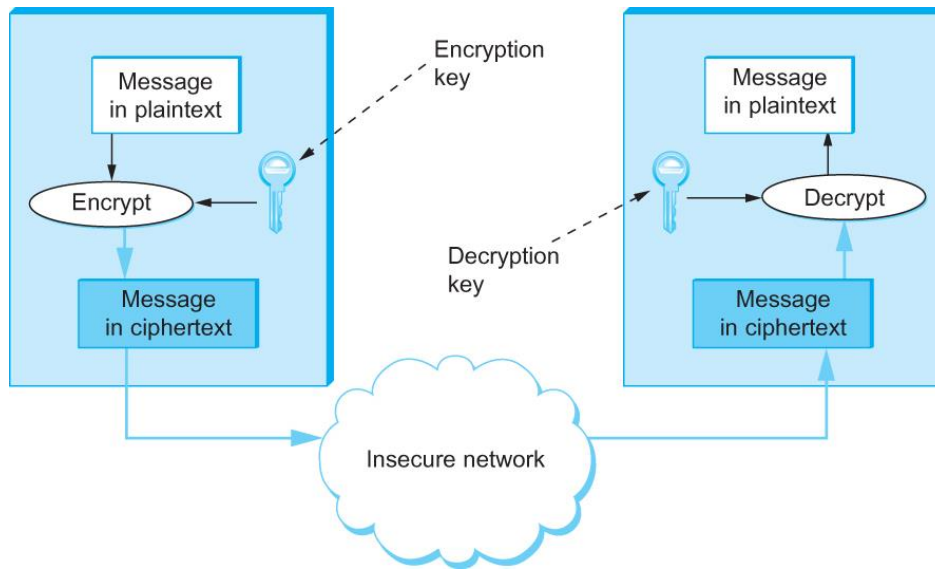 Message
in plaintext
Encrypt
Message
in ciphertext
Encryption
key
Decryption
key
Insecure network
Message
in plaintext
Decrypt
Message
in ciphertext